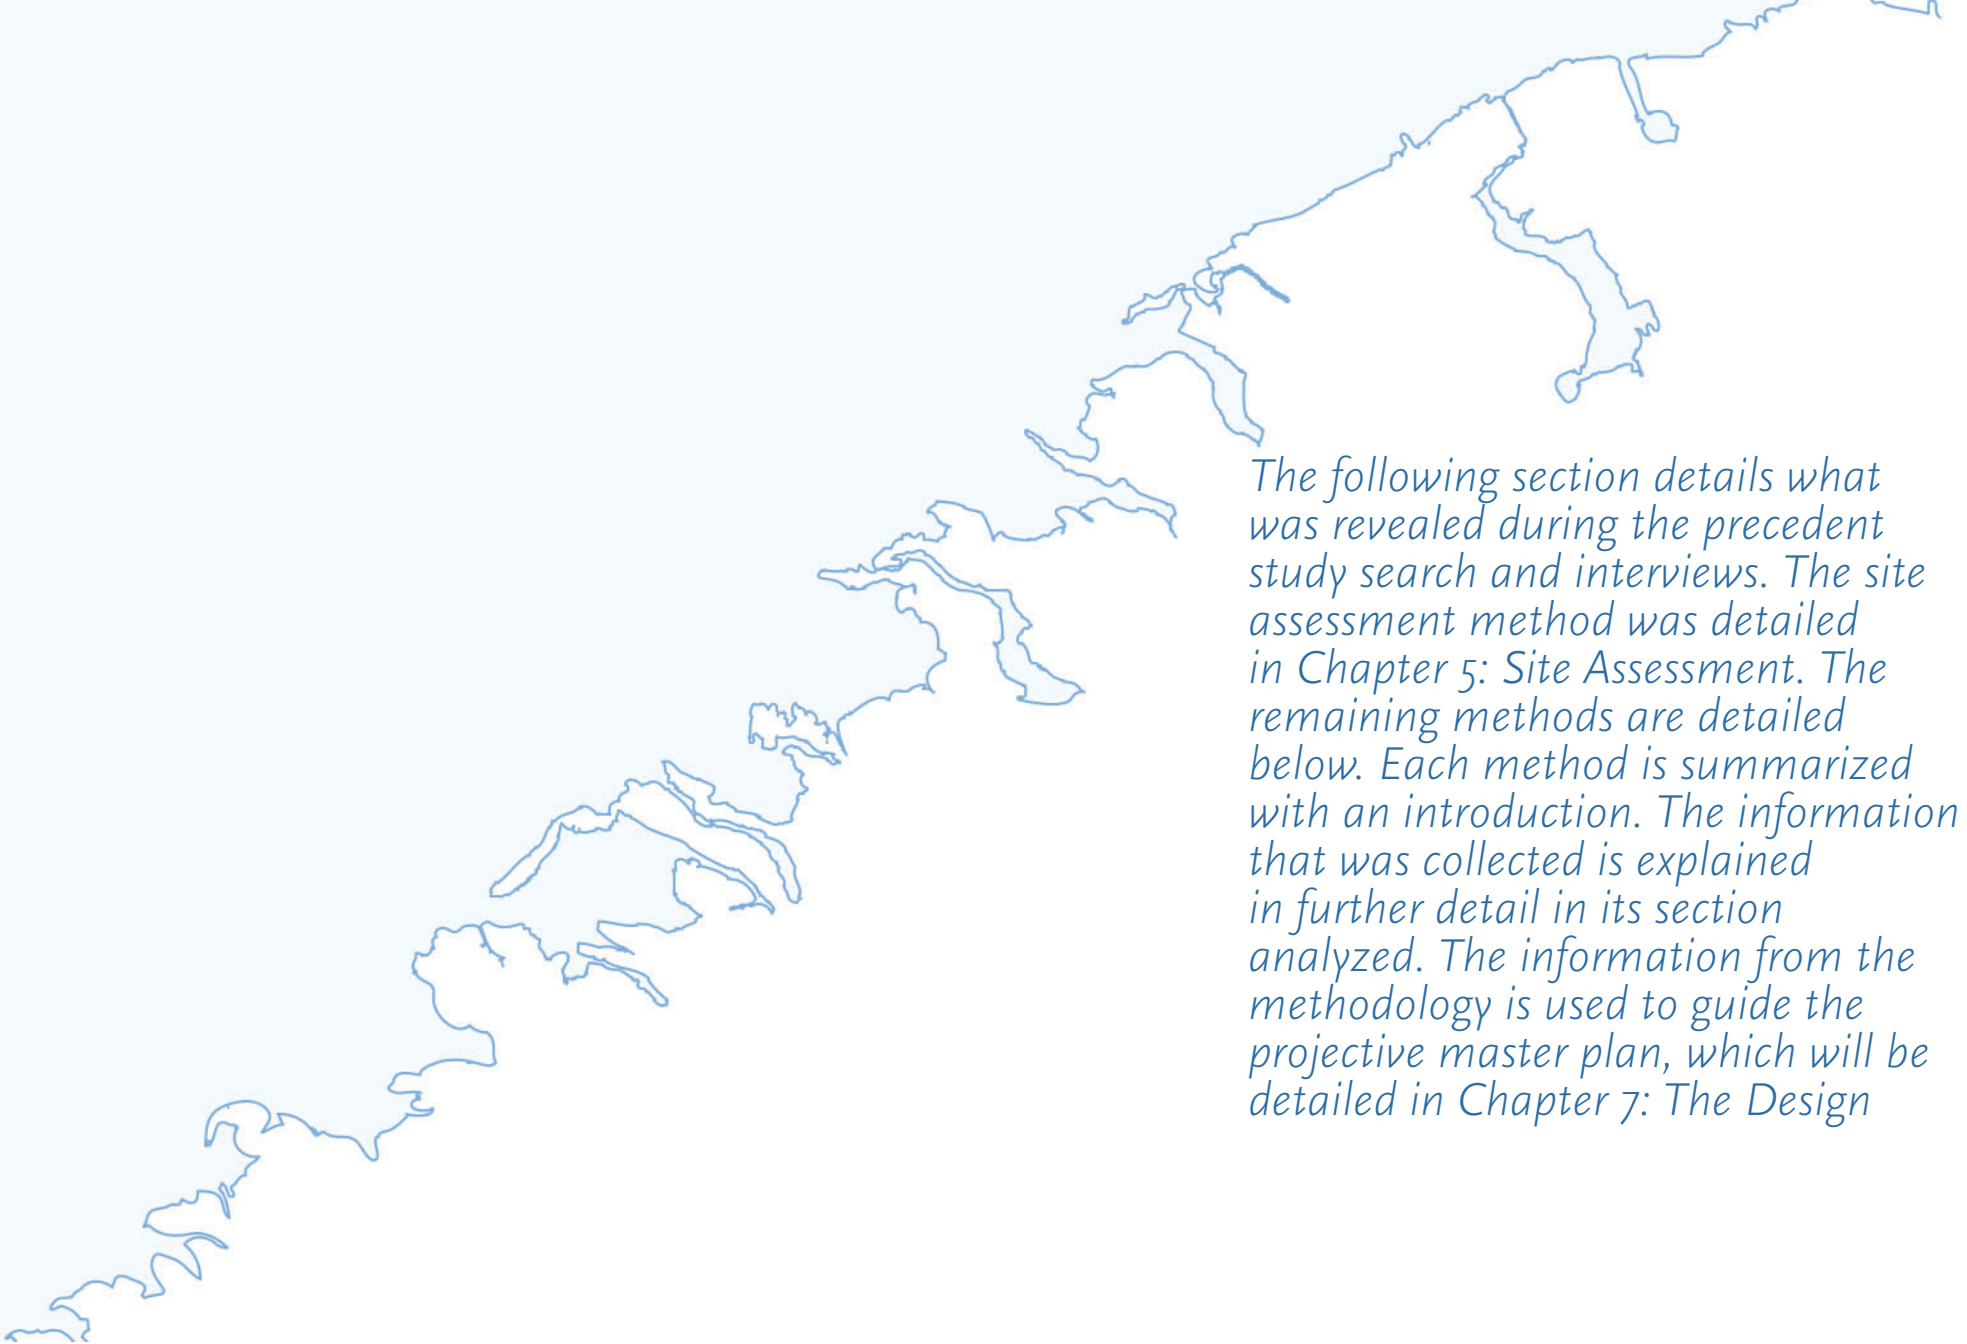 The following section details what
was revealed during the precedent
study search and interviews. The site
assessment method was detailed
in Chapter 5: Site Assessment. The
remaining methods are detailed
below. Each method is summarized
with an introduction. The information
that was collected is explained
in further detail in its section
analyzed. The information from the
methodology is used to guide the
projective master plan, which will be
detailed in Chapter 7: The Design